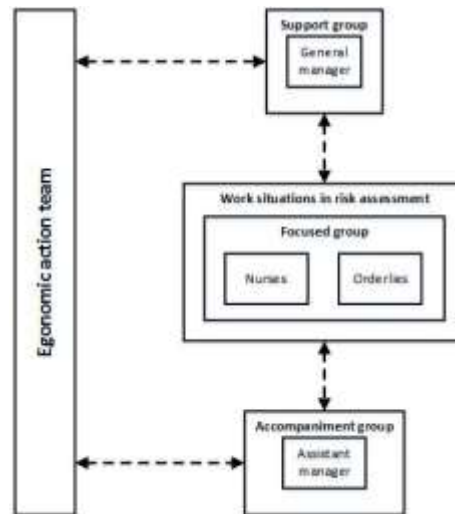 Support group
General
manager
Egonomic action team
Work situations in risk assessment
Focused group
Nurses
Orderlies
Accompaniment group
Assistant
manager